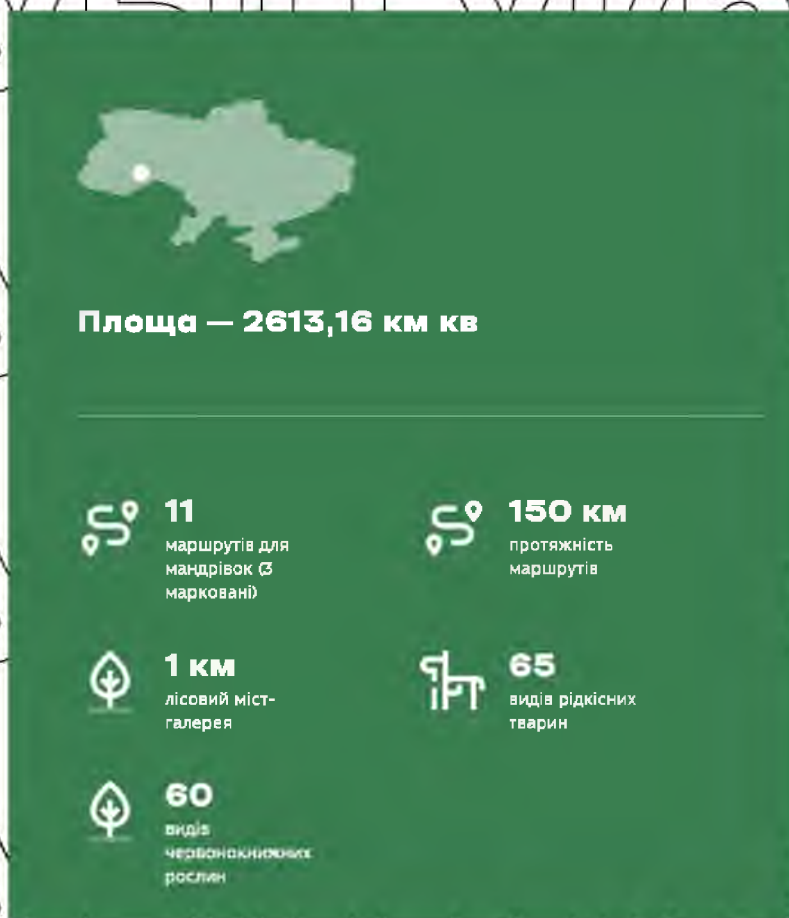 Площа — 2613,16 км кв
11
маршрутів для
мандрівок (3
марковані)
150 км
протяжність
маршрутів
1 км
лісовий міст-
галерея
65
видів рідкісних
тварин
60
видів
червонокнижних
рослин